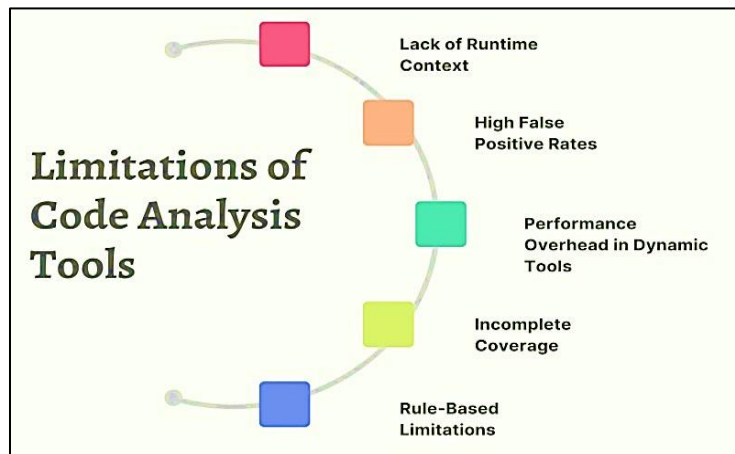 Limitations of
Code Analysis
Tools
Lack of Runtime
Context
High False
Positive Rates
Performance
Overhead in Dynamic
Tools
Incomplete
Coverage
Rule-Based
Limitations